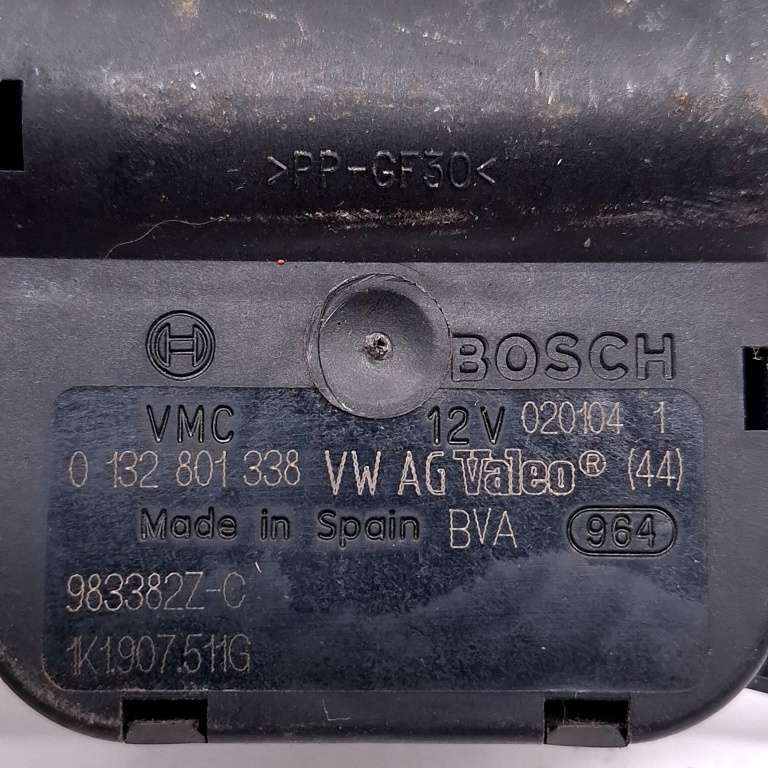 >PP-GF30<
BOSCH
VMC 12V 020104 1
0 132 801 338 VW AG Valeo® (44)
Made in Spain BVA 964
983382Z-C
1K1.907.511G